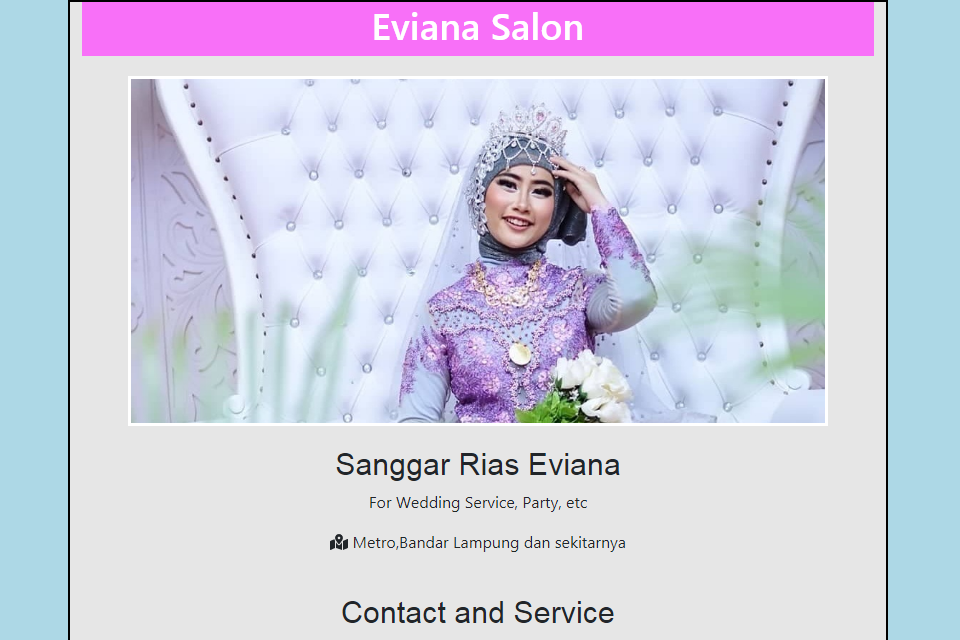 Eviana Salon
Sanggar Rias Eviana
For Wedding Service, Party, etc
Metro,Bandar Lampung dan sekitarnya
Contact and Service